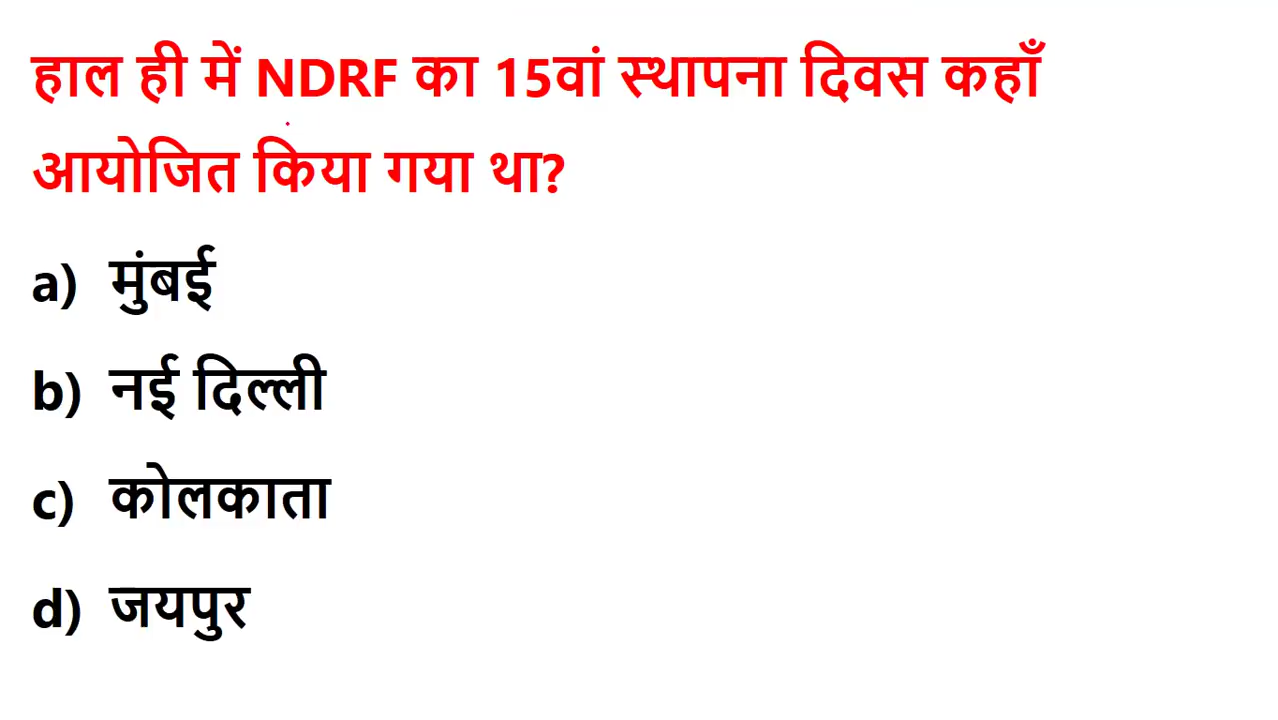 हाल ही में NDRF का 15वां स्थापना दिवस कहाँ
आयोजित किया गया था?
a) मुंबई
b) नई दिल्ली
c) कोलकाता
d) जयपुर